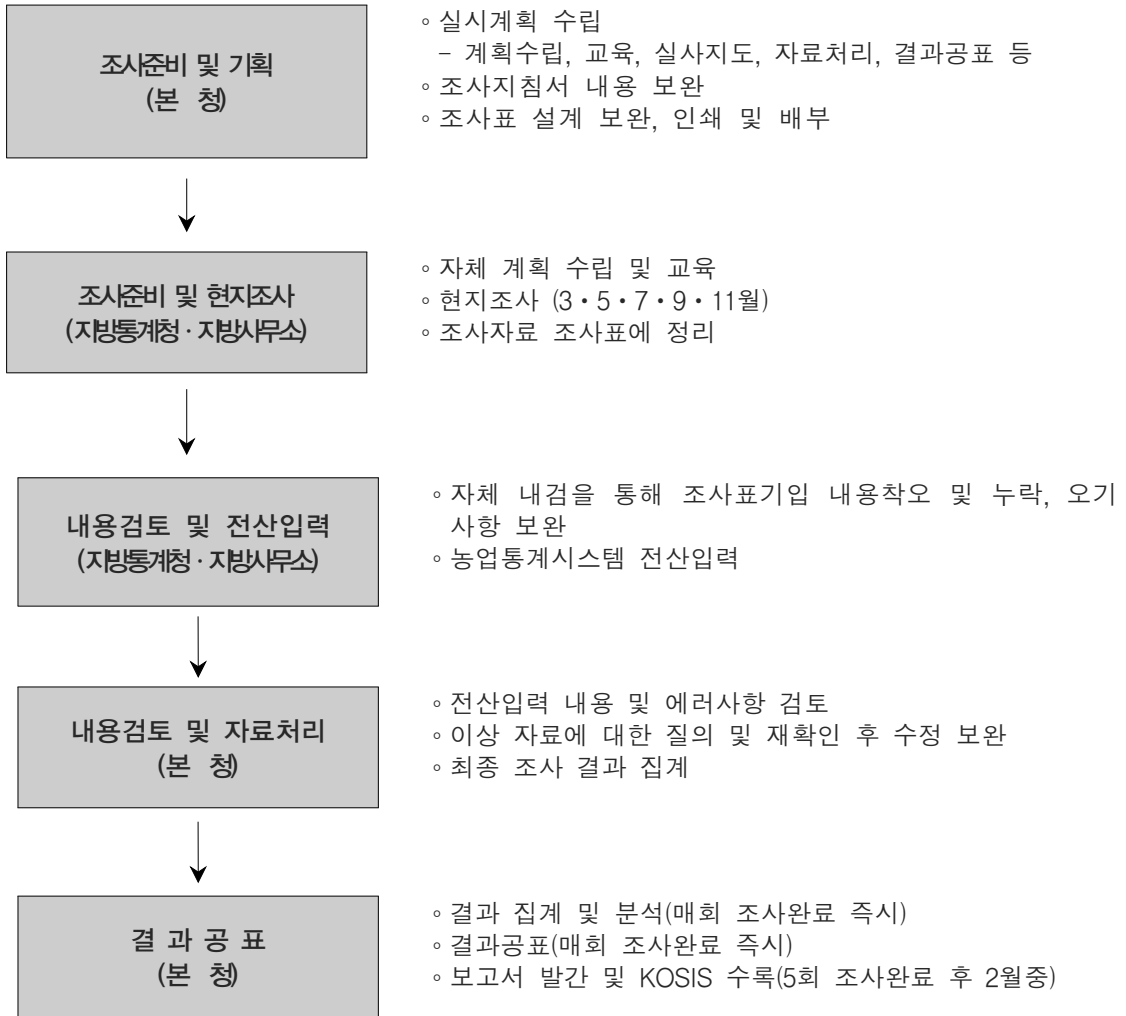 조사준비 및 기획
(본 청)
◦실시계획 수립
- 계획수립, 교육, 실사지도, 자료처리, 결과공표 등
◦조사지침서 내용 보완
◦조사표 설계 보완, 인쇄 및 배부
조사준비 및 현지조사
(지방통계청·지방사무소)
◦자체 계획 수립 및 교육
◦현지조사 (3·5·7·9·11월)
◦조사자료 조사표에 정리
내용검토 및 전산입력
(지방통계청·지방사무소)
◦자체 내검을 통해 조사표기입 내용착오 및 누락, 오기
사항 보완
◦농업통계시스템 전산입력
내용검토 및 자료처리
(본 청)
◦전산입력 내용 및 에러사항 검토
◦이상 자료에 대한 질의 및 재확인 후 수정 보완
◦최종 조사 결과 집계
결 과 공 표
(본 청)
◦결과 집계 및 분석(매회 조사완료 즉시)
◦결과공표(매회 조사완료 즉시)
◦보고서 발간 및 KOSIS 수록(5회 조사완료 후 2월중)